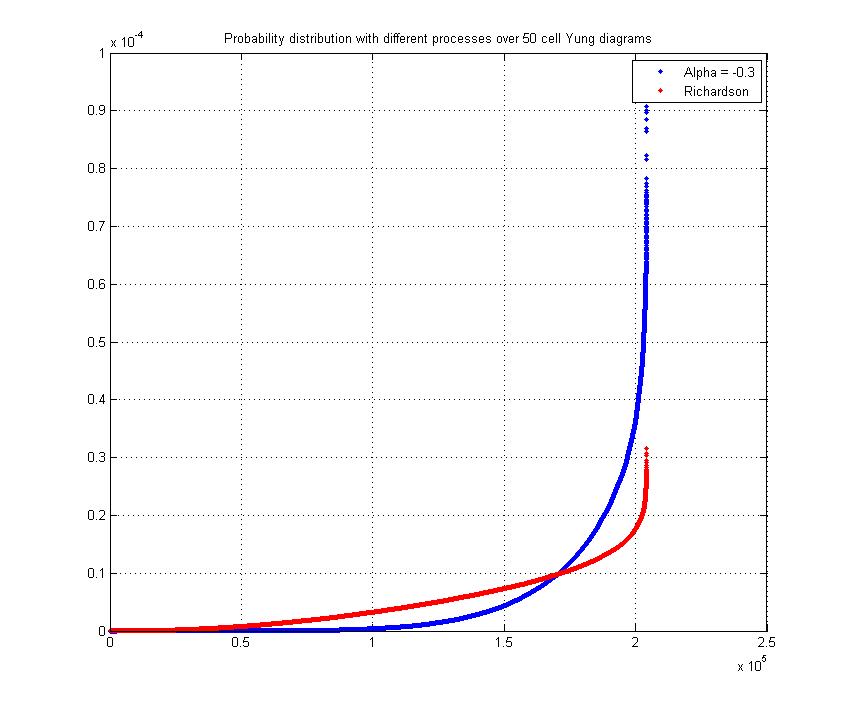 Probability distribution with different processes over 50 cell Yung diagrams
x 10^-4
1
Alpha = -0.3
Richardson
0.9
0.8
0.7
0.6
0.5
0.4
0.3
0.2
0.1
0
0 0.5 1 1.5 2 2.5
x 10^5